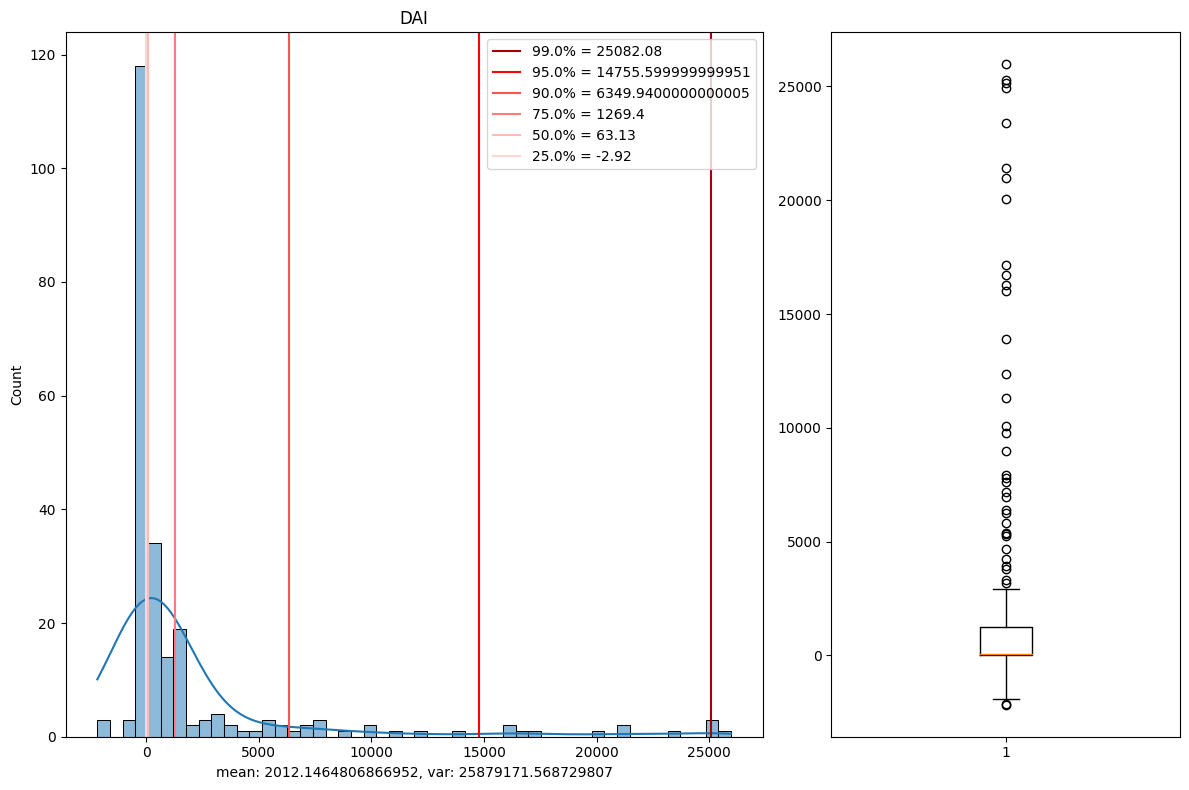 DAI
99.0% = 25082.08
95.0% = 14755.599999999951
90.0% = 6349.9400000000005
75.0% = 1269.4
50.0% = 63.13
25.0% = -2.92
120
100
80
60
40
20
0
Count
0 5000 10000 15000 20000 25000
mean: 2012.1464806866952, var: 25879171.568729807
25000
20000
15000
10000
5000
0
1